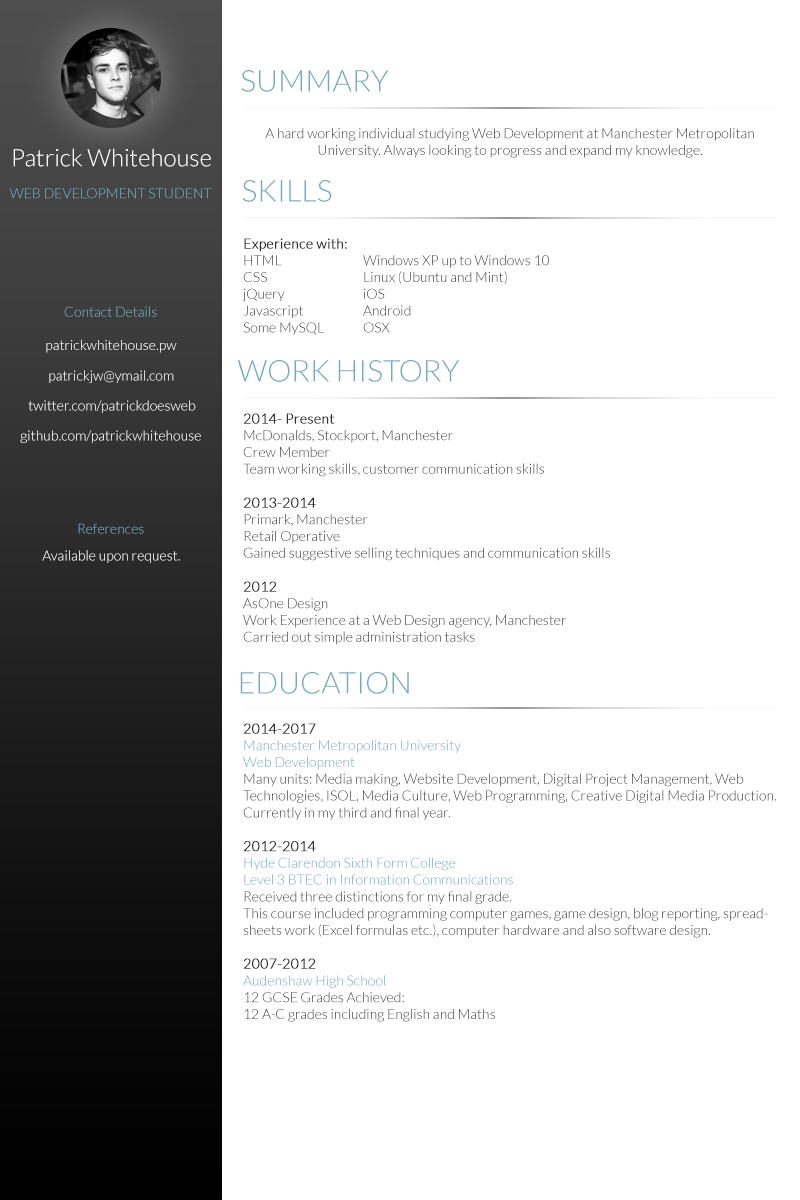 Patrick Whitehouse
WEB DEVELOPMENT STUDENT
Contact Details
patrickwhitehouse.pw
patrickjw@ymail.com
twitter.com/patrickdoesweb
github.com/patrickwhitehouse
References
Available upon request.
SUMMARY
A hard working individual studying Web Development at Manchester Metropolitan
University. Always looking to progress and expand my knowledge.
SKILLS
Experience with:
HTML Windows XP up to Windows 10
CSS Linux (Ubuntu and Mint)
jQuery iOS
Javascript Android
Some MySQL OSX
WORK HISTORY
2014- Present
McDonalds, Stockport, Manchester
Crew Member
Team working skills, customer communication skills
2013-2014
Primark, Manchester
Retail Operative
Gained suggestive selling techniques and communication skills
2012
AsOne Design
Work Experience at a Web Design agency, Manchester
Carried out simple administration tasks
EDUCATION
2014-2017
Manchester Metropolitan University
Web Development
Many units: Media making, Website Development, Digital Project Management, Web
Technologies, ISOL, Media Culture, Web Programming, Creative Digital Media Production.
Currently in my third and final year.
2012-2014
Hyde Clarendon Sixth Form College
Level 3 BTEC in Information Communications
Received three distinctions for my final grade.
This course included programming computer games, game design, blog reporting, spread-
sheets work (Excel formulas etc.), computer hardware and also software design.
2007-2012
Audenshaw High School
12 GCSE Grades Achieved:
12 A-C grades including English and Maths